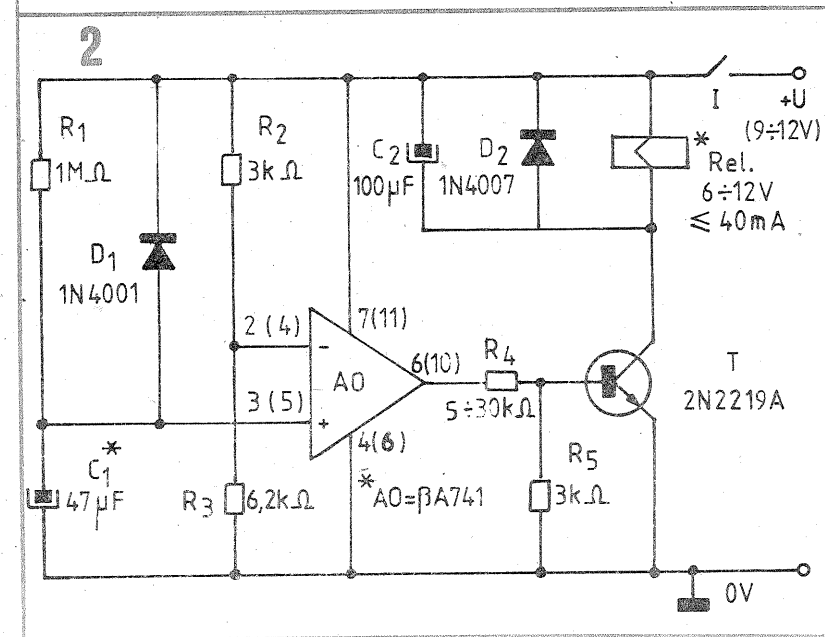 2
R1
1MΩ
D1
1N4001
R2
3kΩ
C2
100µF
D2
1N4007
I
+U
(9÷12V)
*
Rel.
6÷12V
≤ 40mA
2(4)
7(11)
-
AO
6(10)
3(5)
+
4(6)
R4
5÷30kΩ
T
2N2219A
*
C1
47µF
R3
6,2kΩ
*AO=βA741
R5
3kΩ
0V